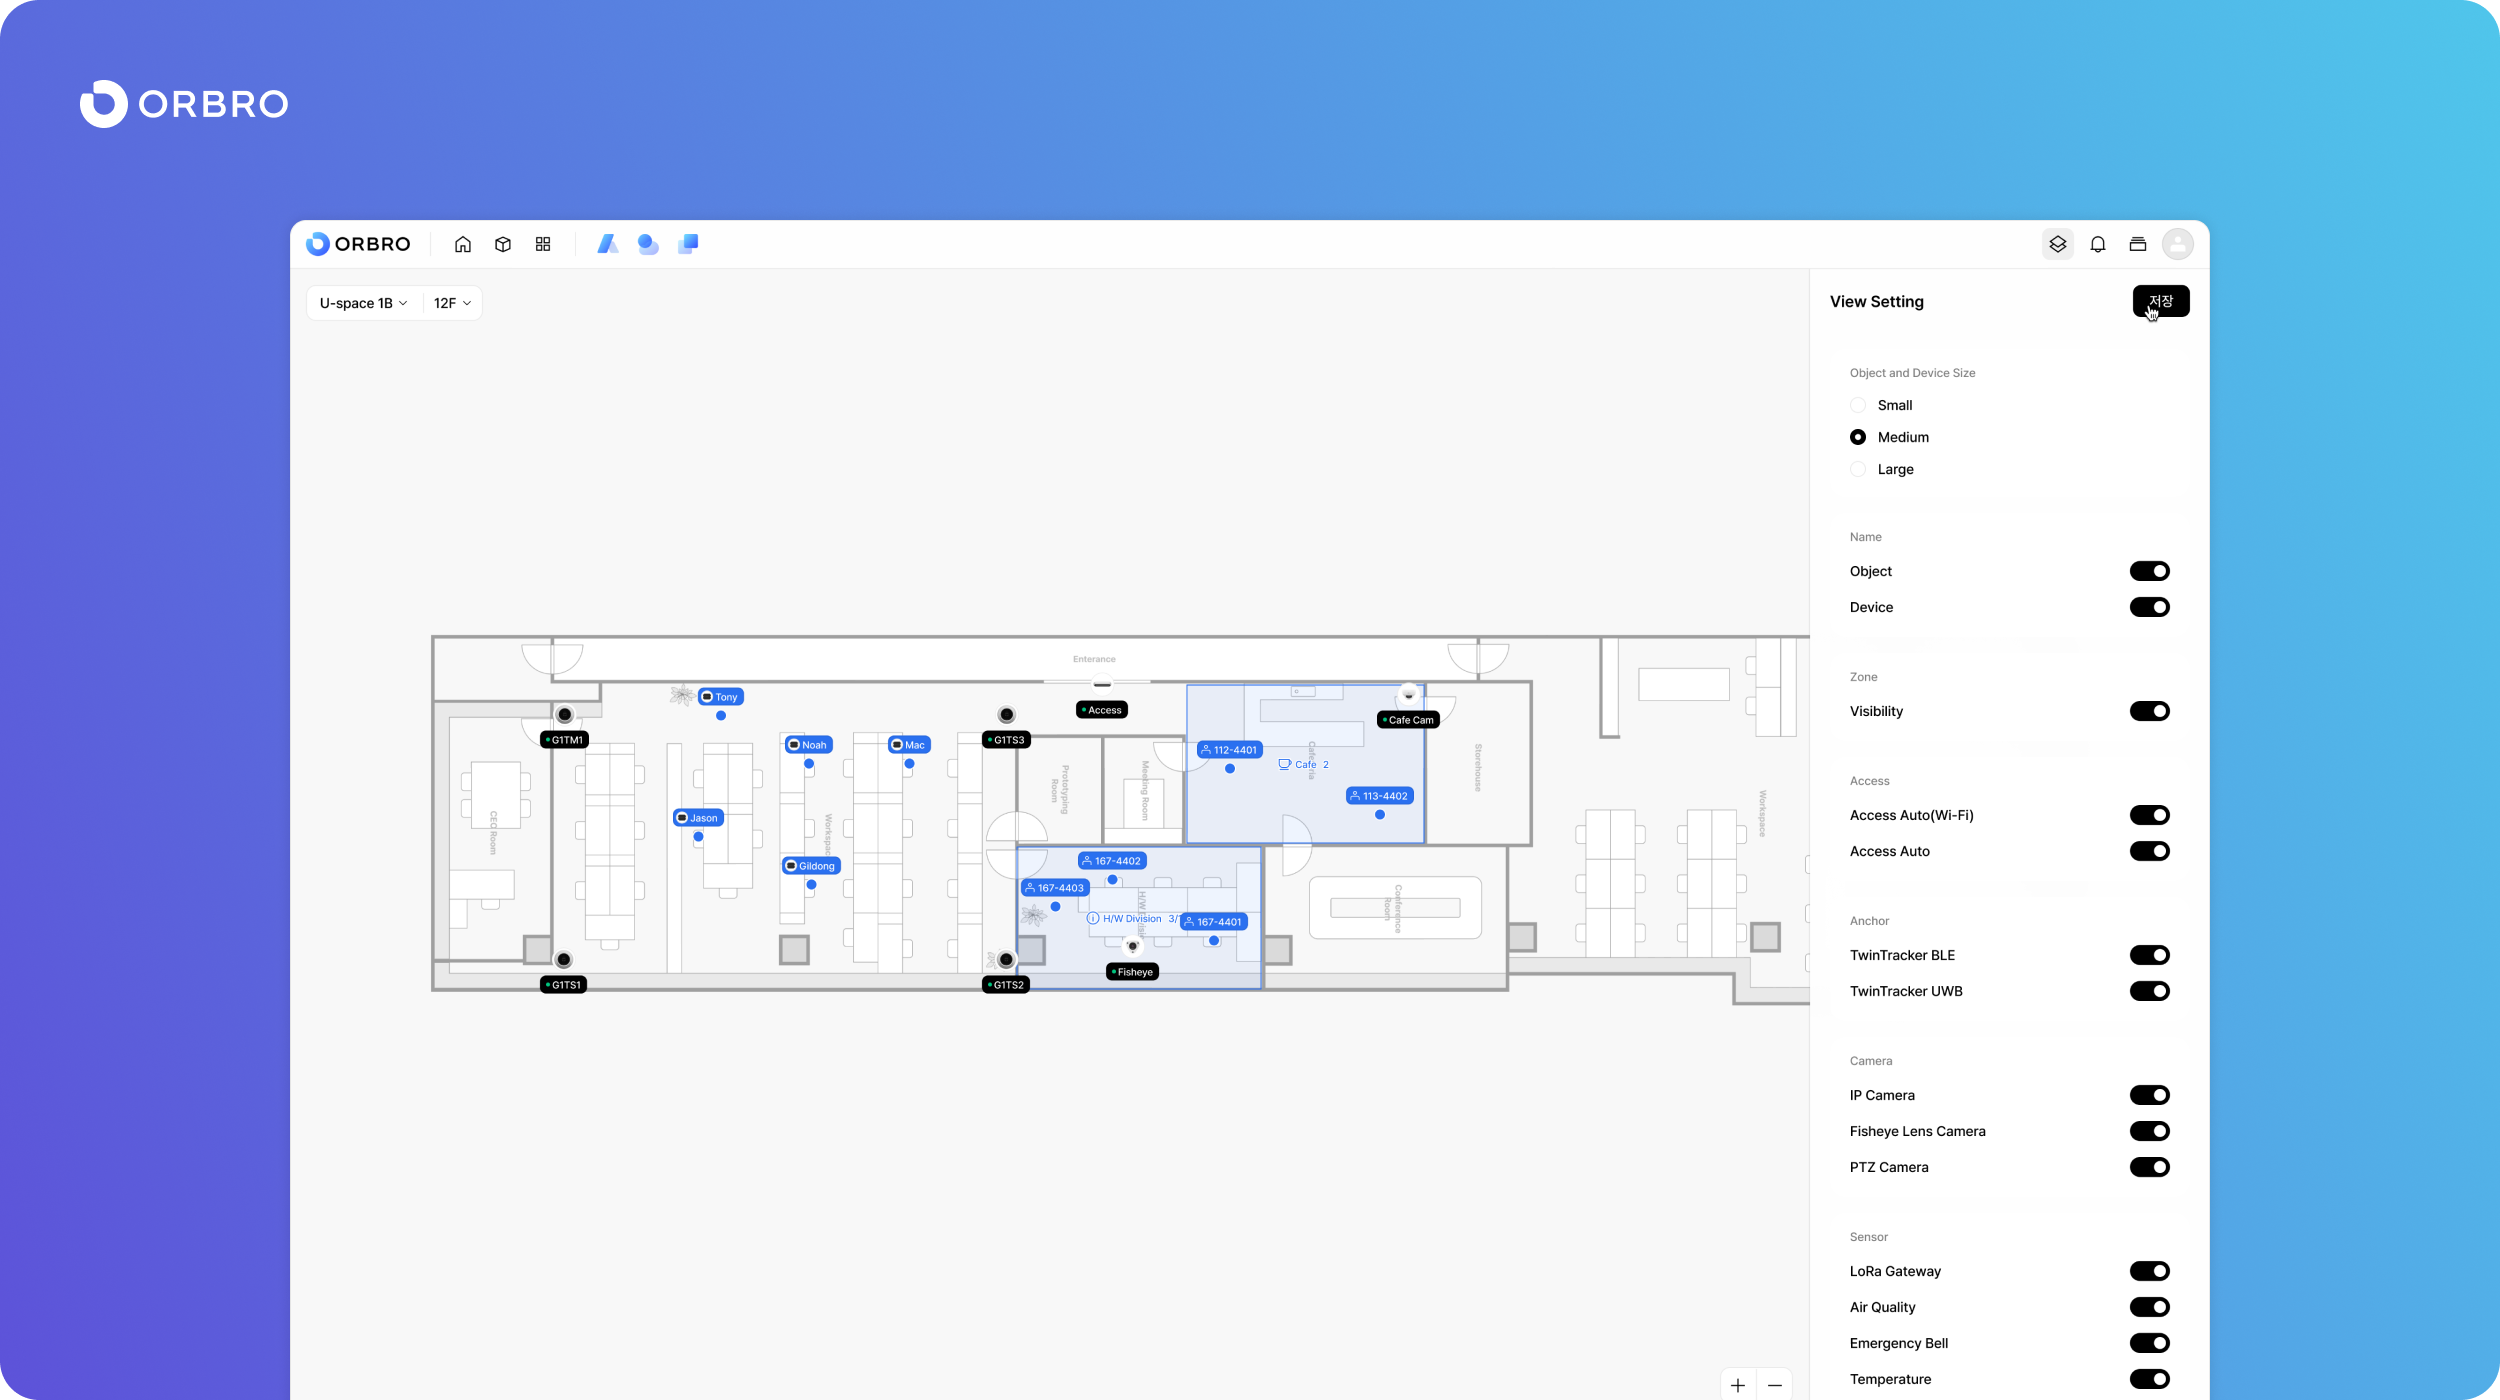 ORBRO
ORBRO
U-space 1B
12F
View Setting
저장
Object and Device Size
Small
Medium
Large
Name
Object
Device
Zone
Visibility
Access
Access Auto(Wi-Fi)
Access Auto
Anchor
TwinTracker BLE
TwinTracker UWB
Camera
IP Camera
Fisheye Lens Camera
PTZ Camera
Sensor
LoRa Gateway
Air Quality
Emergency Bell
Temperature
Enterance
Tony
Access
G1TM1
G1TS3
Cafe Cam
Noah
Mac
112-4401
Cafe 2
113-4402
Storehouse
Prototyping
Room
Meeting Room
Jason
CEO Room
Gildong
Workspace
167-4402
167-4403
H/W Division 3/
167-4401
Conference
Room
Fisheye
G1TS1
G1TS2